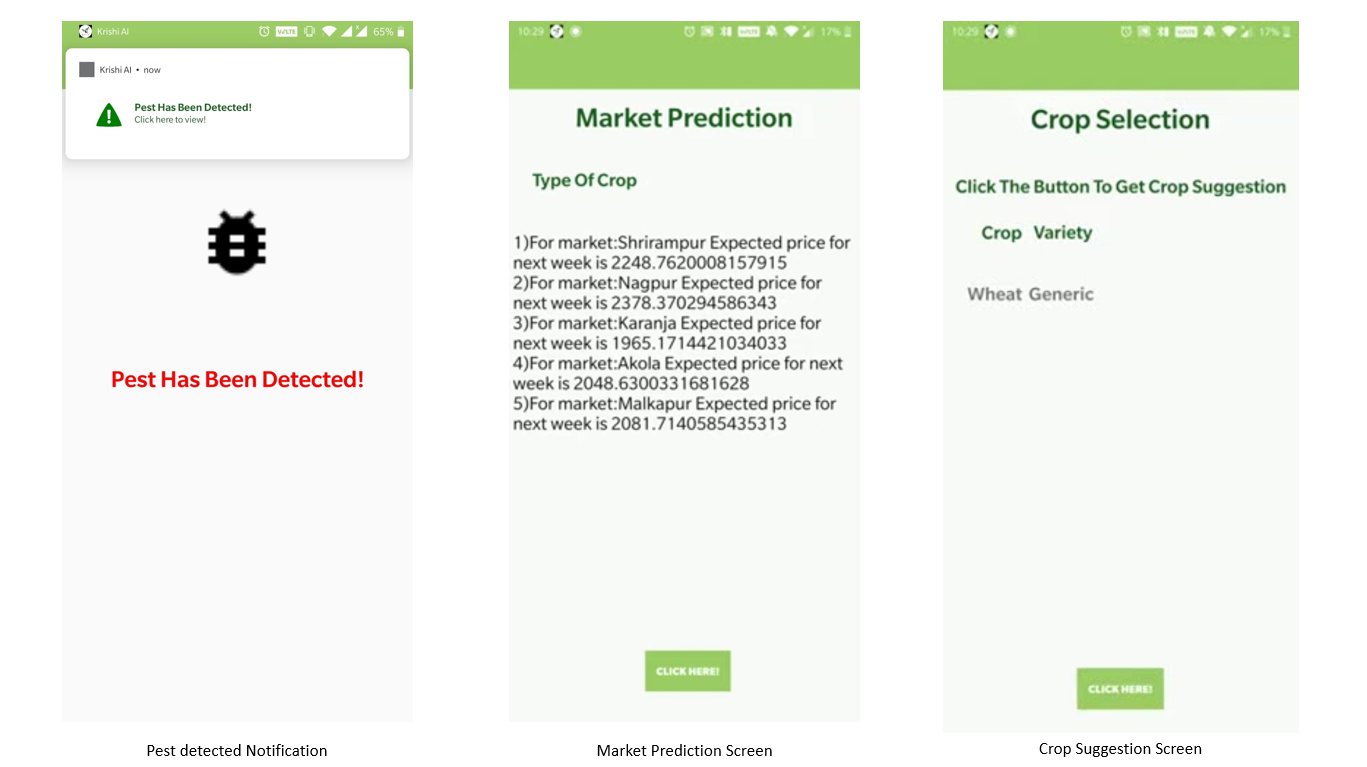 Krishi AI
VoLTE
65%
Krishi AI • now
Pest Has Been Detected!
Click here to view!
Pest Has Been Detected!
Pest detected Notification
10:29
17%
Market Prediction
Type Of Crop
1)For market:Shrirampur Expected price for
next week is 2248.7620008157915
2)For market:Nagpur Expected price for
next week is 2378.370294586343
3)For market:Karanja Expected price for
next week is 1965.1714421034033
4)For market:Akola Expected price for next
week is 2048.6300331681628
5)For market:Malkapur Expected price for
next week is 2081.7140585435313
CLICK HERE!
Market Prediction Screen
10:29
17%
Crop Selection
Click The Button To Get Crop Suggestion
Crop Variety
Wheat Generic
CLICK HERE!
Crop Suggestion Screen